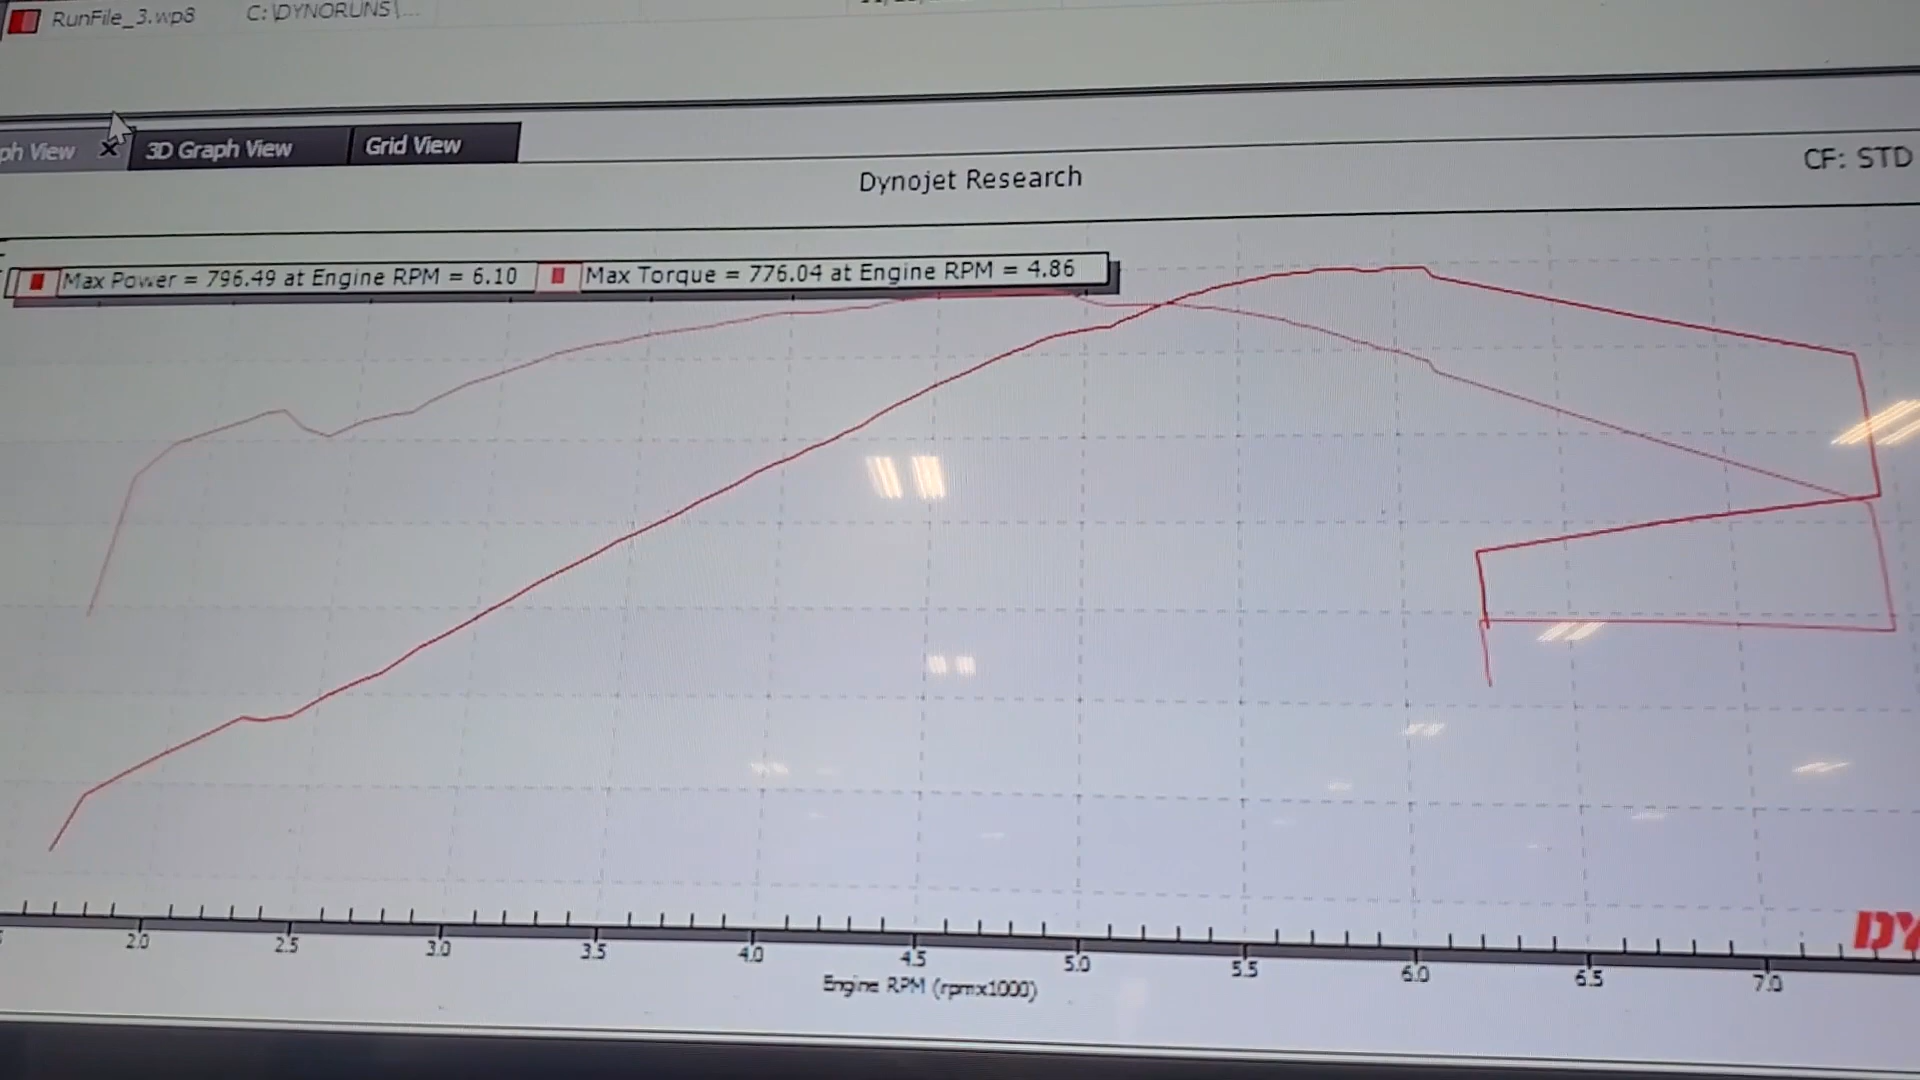 RunFile_3.wp8 C:\DYNORUNS\...
ph View 3D Graph View Grid View
Dynojet Research
CF: STD
Max Power = 796.49 at Engine RPM = 6.10 Max Torque = 776.04 at Engine RPM = 4.86
2.0 2.5 3.0 3.5 4.0 4.5 5.0 5.5 6.0 6.5 7.0
Engine RPM (rpmx1000)
DY